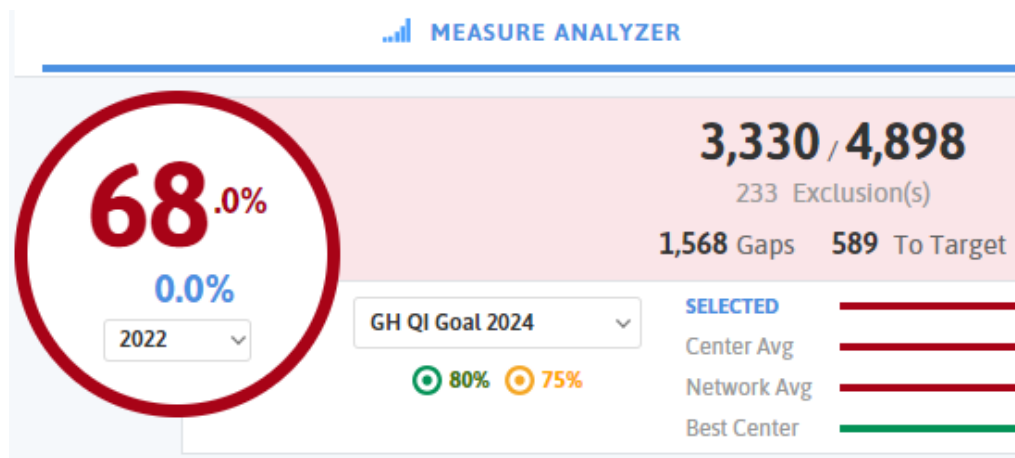 MEASURE ANALYZER
68.0%
0.0%
2022
3,330 / 4,898
233 Exclusion(s)
1,568 Gaps 589 To Target
GH QI Goal 2024
80% 75%
SELECTED
Center Avg
Network Avg
Best Center